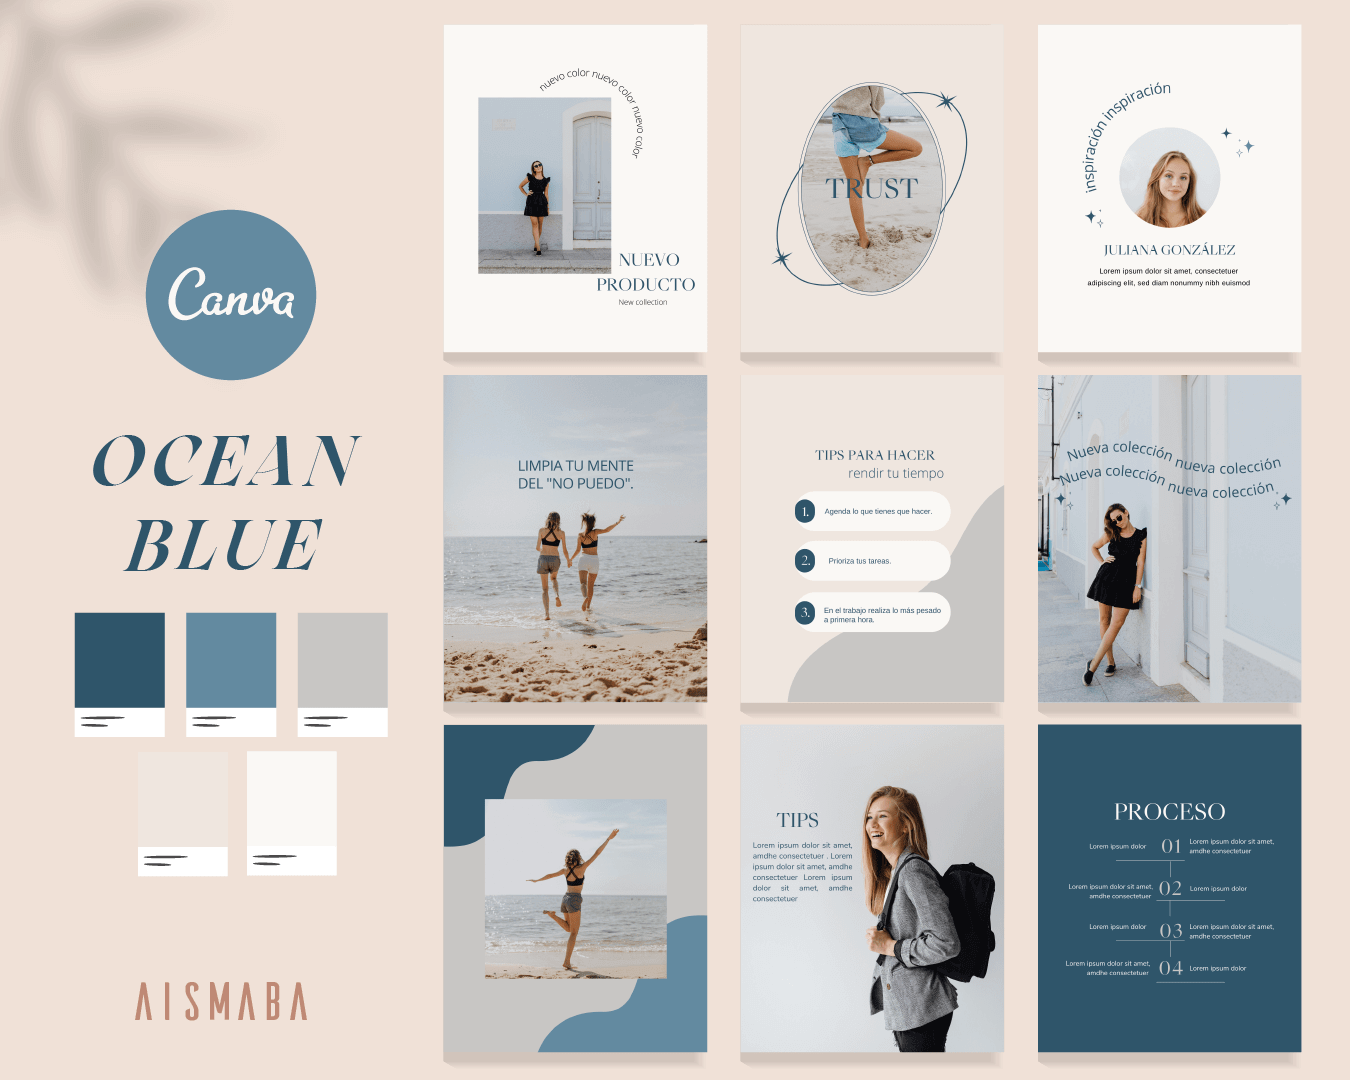 Canva
OCEAN
BLUE
AISMABA
nuevo color nuevo color nuevo color
NUEVO
PRODUCTO
New collection
TRUST
inspiración inspiración
JULIANA GONZÁLEZ
Lorem ipsum dolor sit amet, consectetuer
adipiscing elit, sed diam nonummy nibh euismod
LIMPIA TU MENTE
DEL "NO PUEDO".
TIPS PARA HACER
rendir tu tiempo
1.
Agenda lo que tienes que hacer.
2.
Prioriza tus tareas.
3.
En el trabajo realiza lo más pesado
a primera hora.
Nueva colección nueva colección
Nueva colección nueva colección
TIPS
Lorem ipsum dolor sit amet,
amdhe consectetuer . Lorem
ipsum dolor sit amet, amdhe
consectetuer Lorem ipsum
dolor sit amet, amdhe
consectetuer
PROCESO
Lorem ipsum dolor
01
Lorem ipsum dolor sit amet,
amdhe consectetuer
Lorem ipsum dolor sit amet,
amdhe consectetuer
02
Lorem ipsum dolor
Lorem ipsum dolor
03
Lorem ipsum dolor sit amet,
amdhe consectetuer
Lorem ipsum dolor sit amet,
amdhe consectetuer
04
Lorem ipsum dolor